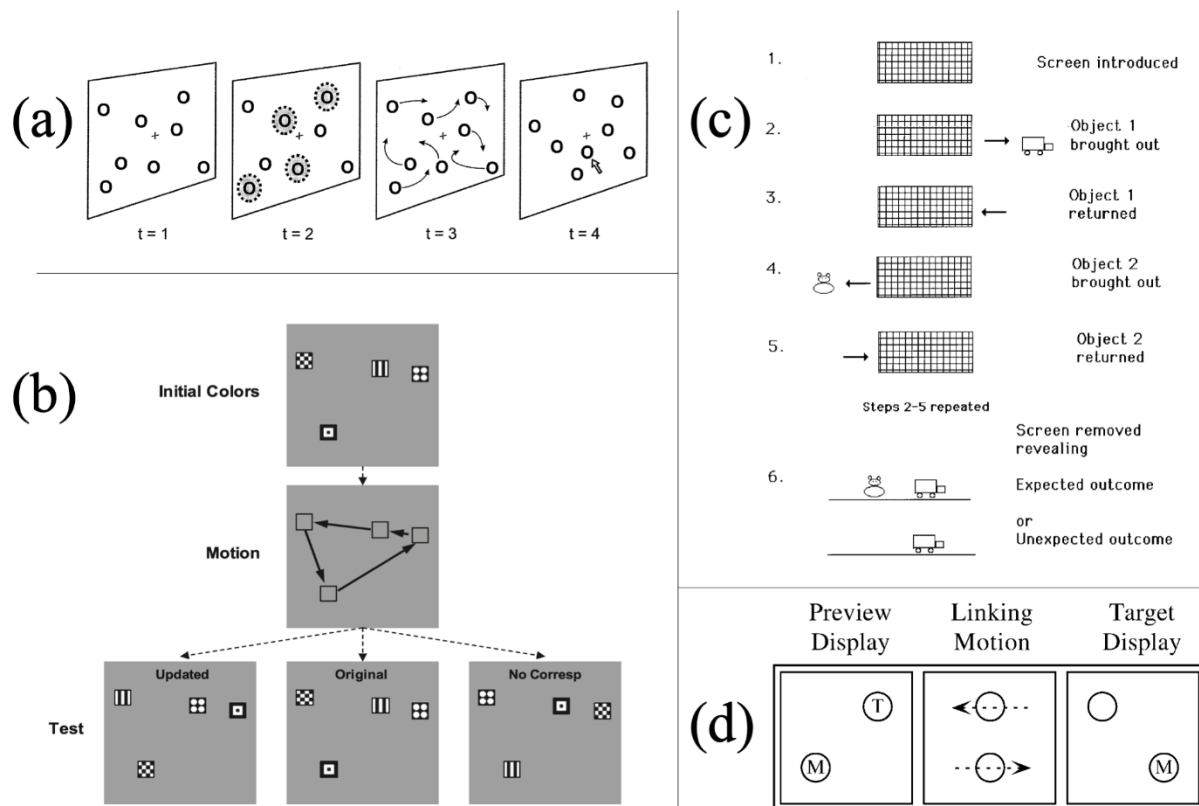 (a)
t = 1
t = 2
t = 3
t = 4
(b)
Initial Colors
Motion
Updated
Original
No Corresp
Test
(c)
1.
Screen introduced
2.
Object 1
brought out
3.
Object 1
returned
4.
Object 2
brought out
5.
Object 2
returned
Steps 2-5 repeated
Screen removed
revealing
6.
Expected outcome
or
Unexpected outcome
(d)
Preview
Display
Linking
Motion
Target
Display
T
M
M